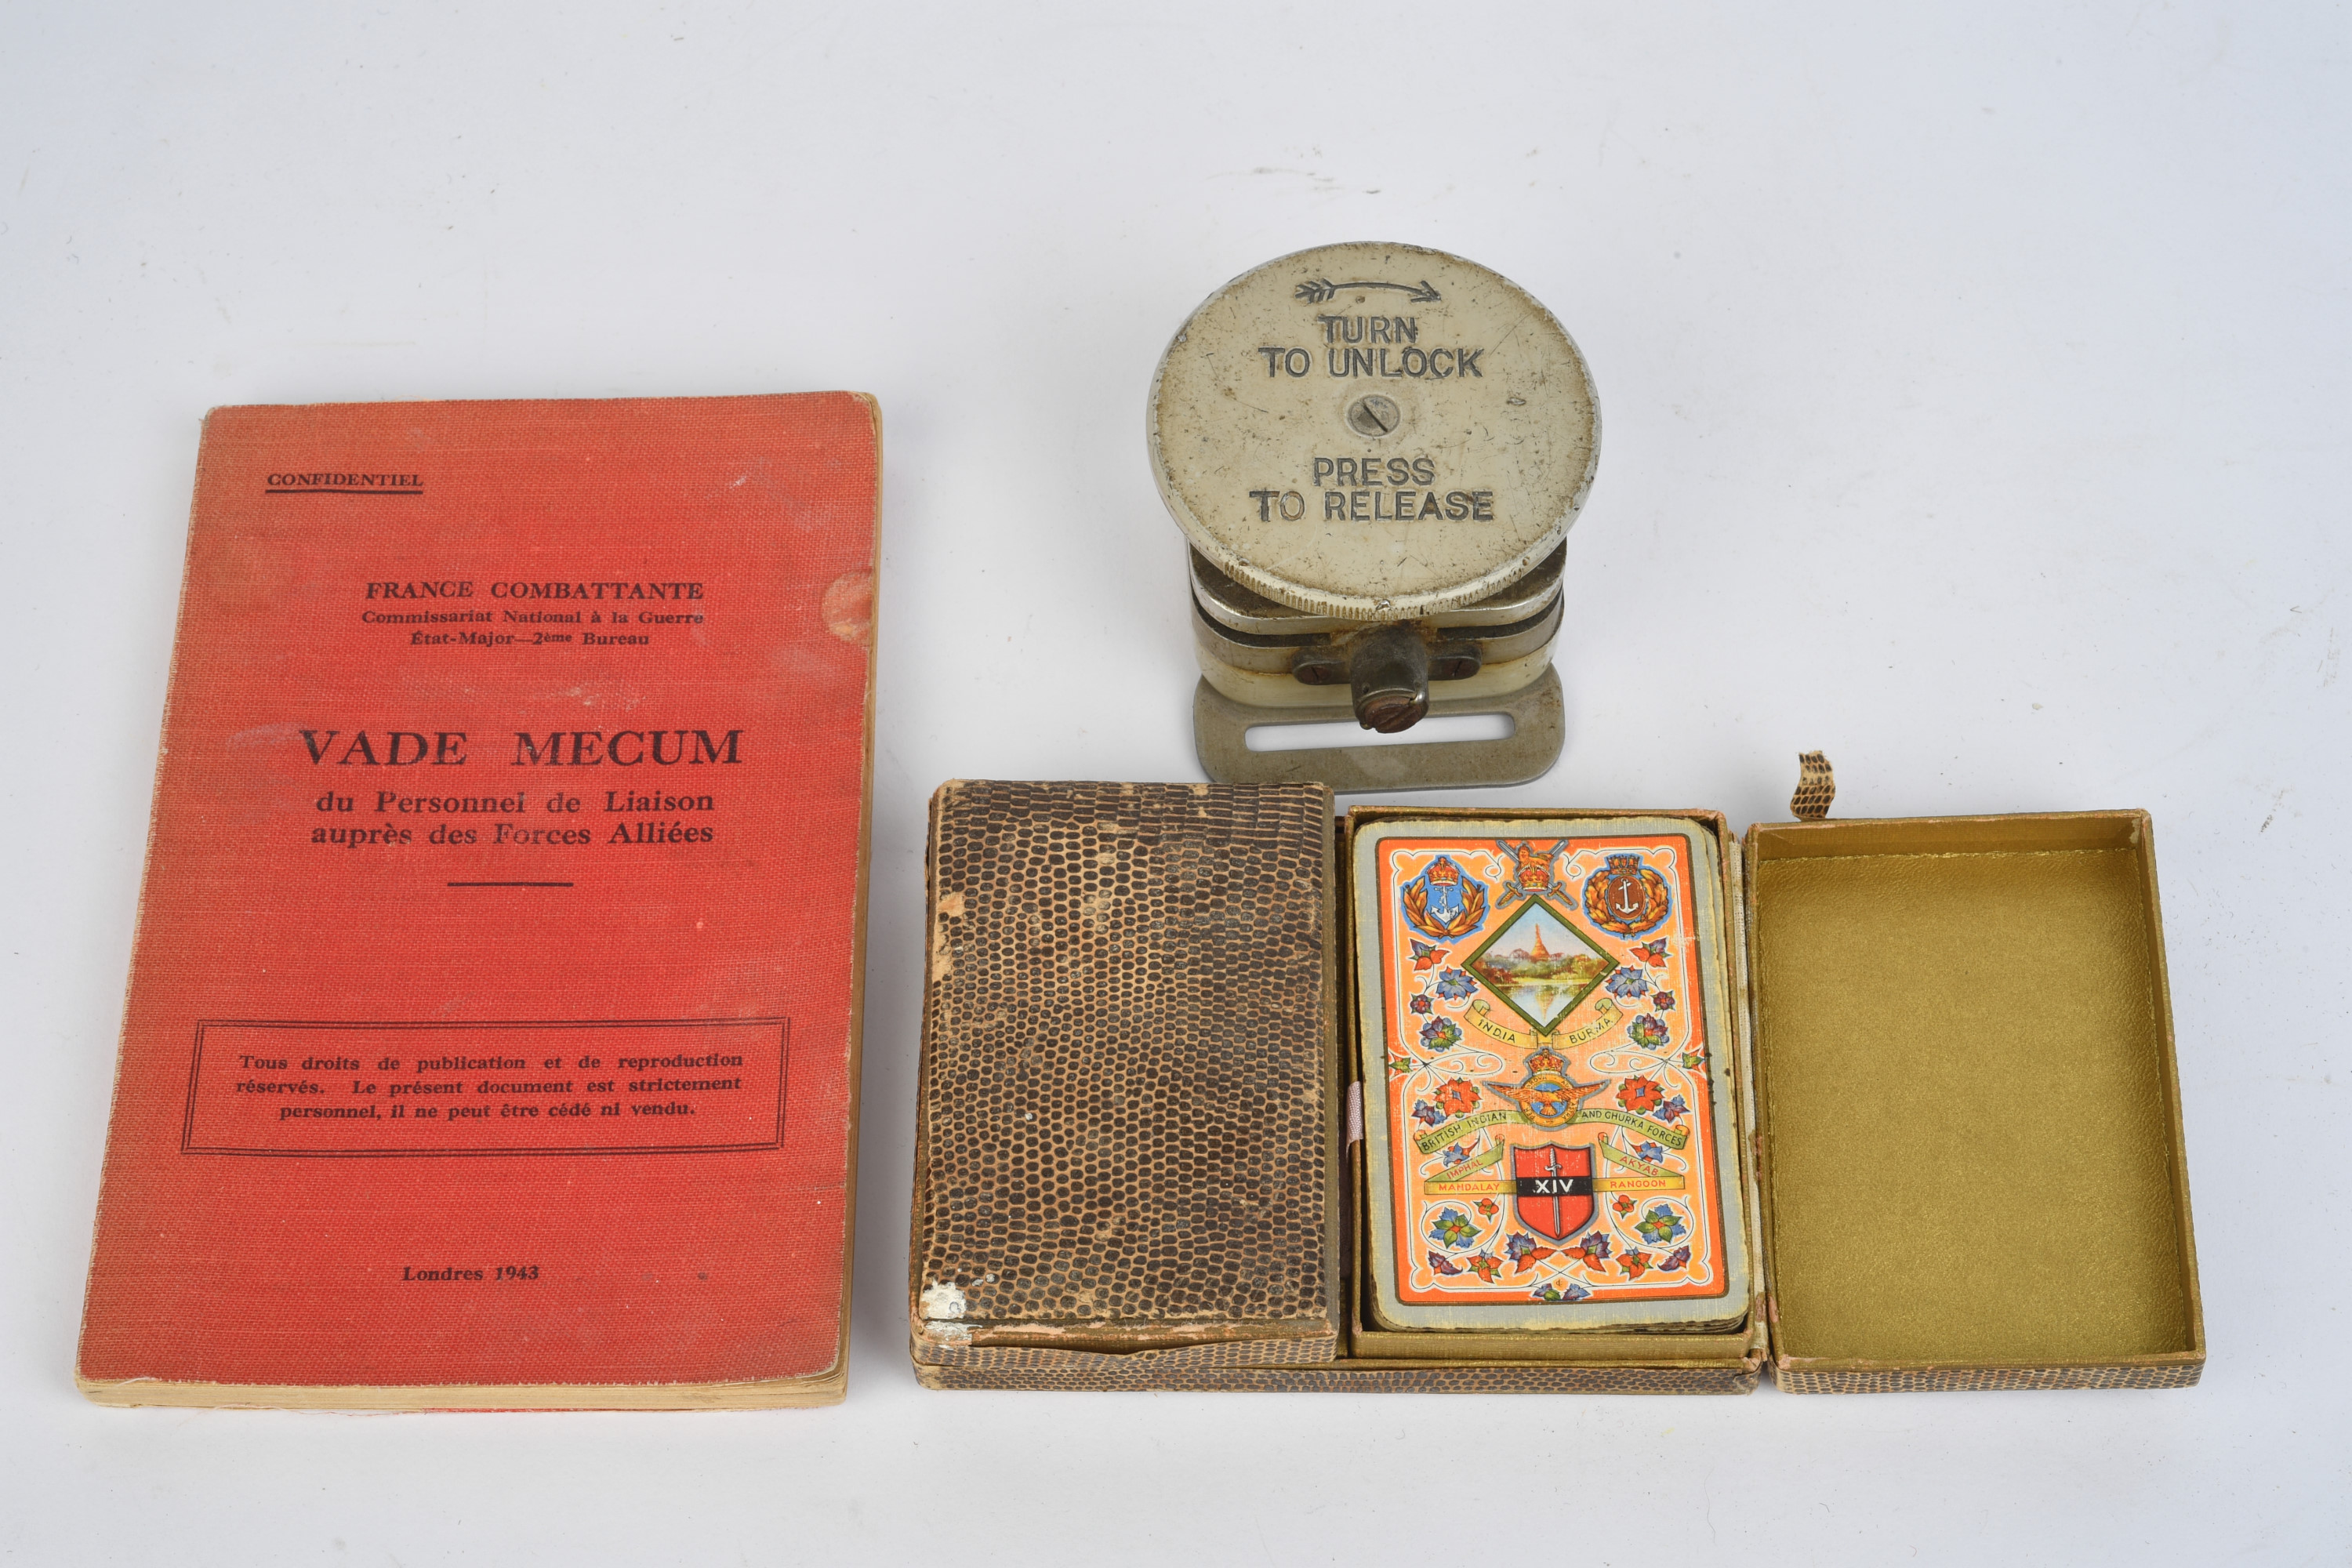 CONFIDENTIEL
FRANCE COMBATTANTE
Commissariat National à la Guerre
État-Major—2ème Bureau
VADE MECUM
du Personnel de Liaison
auprès des Forces Alliées
Tous droits de publication et de reproduction
réservés. Le présent document est strictement
personnel, il ne peut être cédé ni vendu.
Londres 1943
TURN
TO UNLOCK
PRESS
TO RELEASE
INDIA BURMA
BRITISH INDIAN AND GHURKA FORCES
IMPHAL AKYAB
MANDALAY RANGOON
XIV